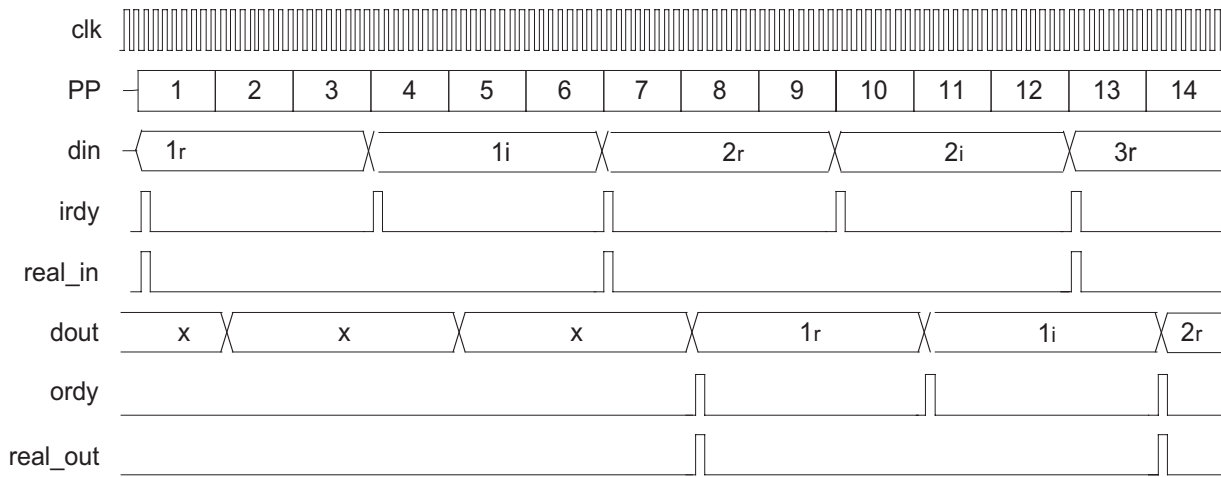 clk
PP 1 2 3 4 5 6 7 8 9 10 11 12 13 14
din 1r 1i 2r 2i 3r
irdy
real_in
dout x x x 1r 1i 2r
ordy
real_out